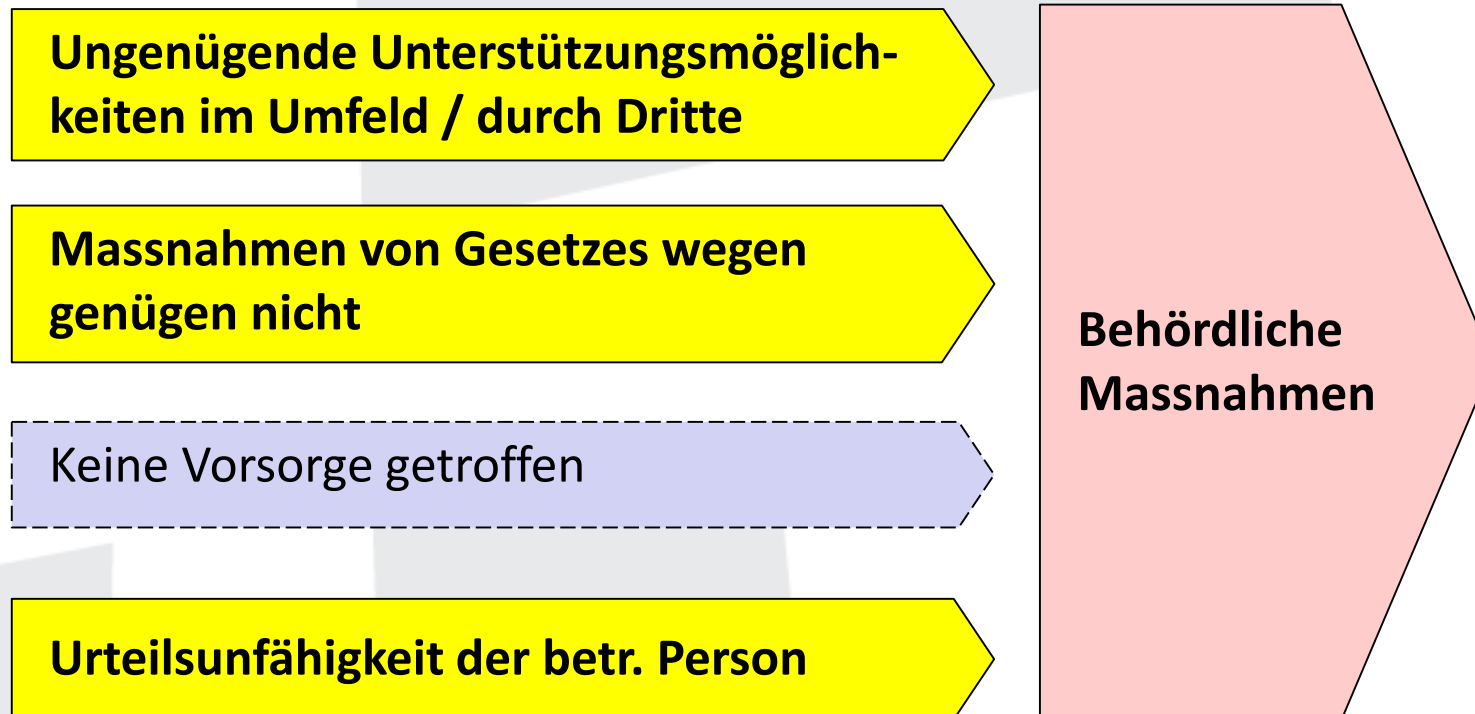 Ungenügende Unterstützungsmöglich-
keiten im Umfeld / durch Dritte
Massnahmen von Gesetzes wegen
genügen nicht
Keine Vorsorge getroffen
Urteilsunfähigkeit der betr. Person
Behördliche
Massnahmen